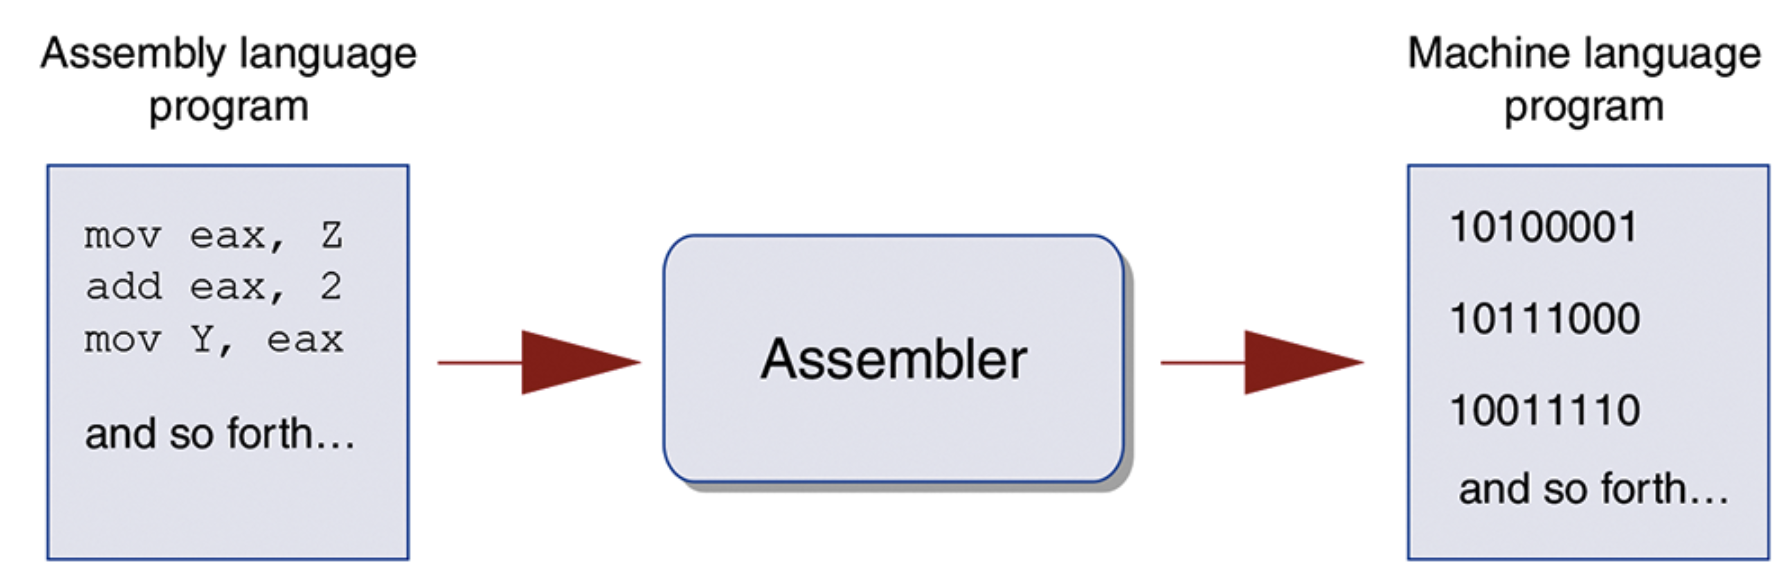 Assembly language
program
mov eax, Z
add eax, 2
mov Y, eax
and so forth…
Assembler
Machine language
program
10100001
10111000
10011110
and so forth…